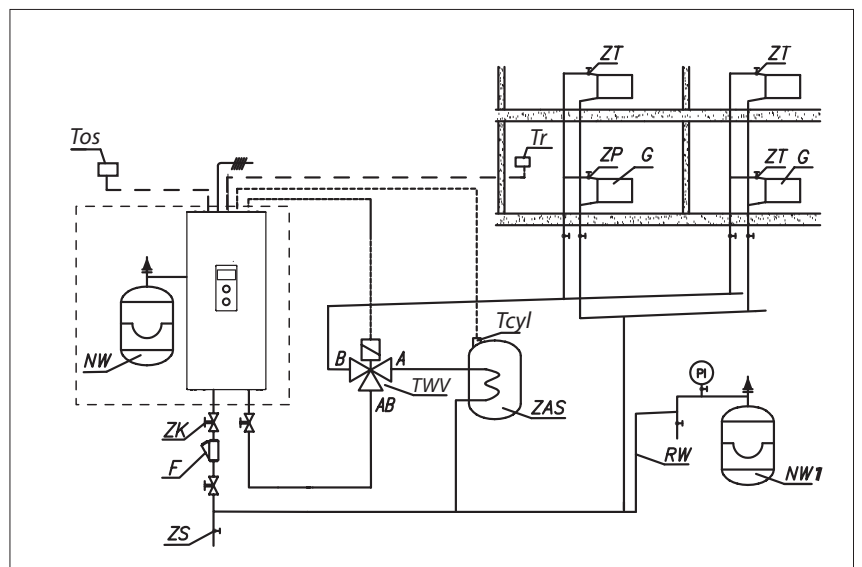 ZT ZT
Tos Tr
ZP G ZT G
Tcyl
NW B A
TWV
AB ZAS PI
ZK
F RW NW1
ZS